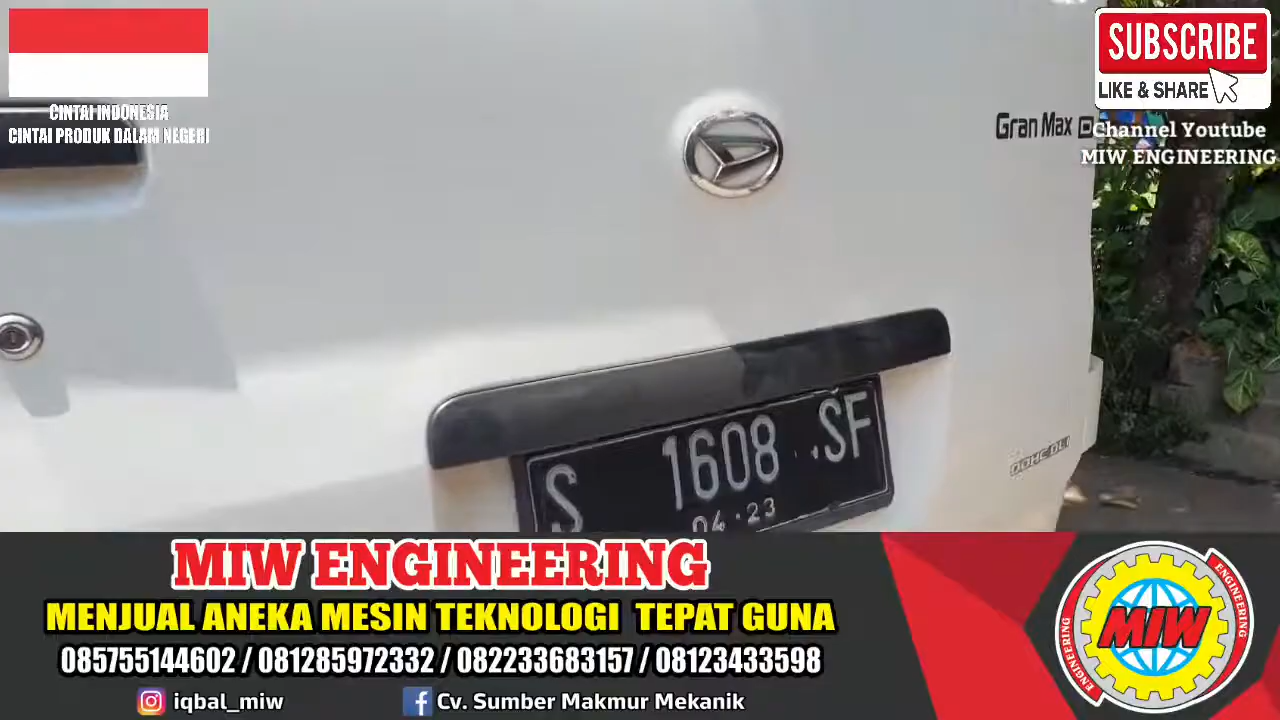 CINTAI INDONESIA
CINTAI PRODUK DALAM NEGERI
SUBSCRIBE
LIKE & SHARE
Channel Youtube
MIW ENGINEERING
Gran Max
S 1608 SF
04·23
DOHC DLI
MIW ENGINEERING
MENJUAL ANEKA MESIN TEKNOLOGI TEPAT GUNA
085755144602 / 081285972332 / 082233683157 / 08123433598
iqbal_miw
Cv. Sumber Makmur Mekanik
ENGINEERING
MIW
ENGINEERING